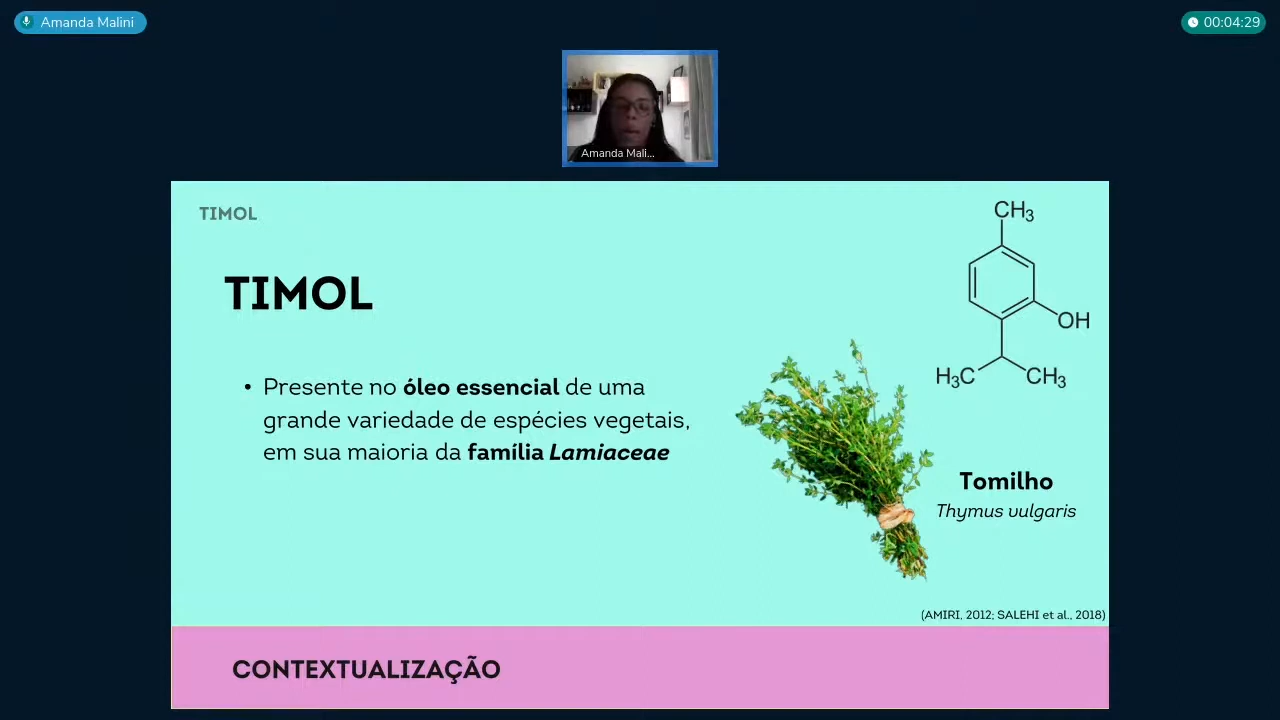 Amanda Malini
00:04:29
Amanda Mali...
TIMOL
TIMOL
• Presente no óleo essencial de uma
grande variedade de espécies vegetais,
em sua maioria da família Lamiaceae
CH3
OH
H3C
CH3
Tomilho
Thymus vulgaris
(AMIRI, 2012; SALEHI et al., 2018)
CONTEXTUALIZAÇÃO